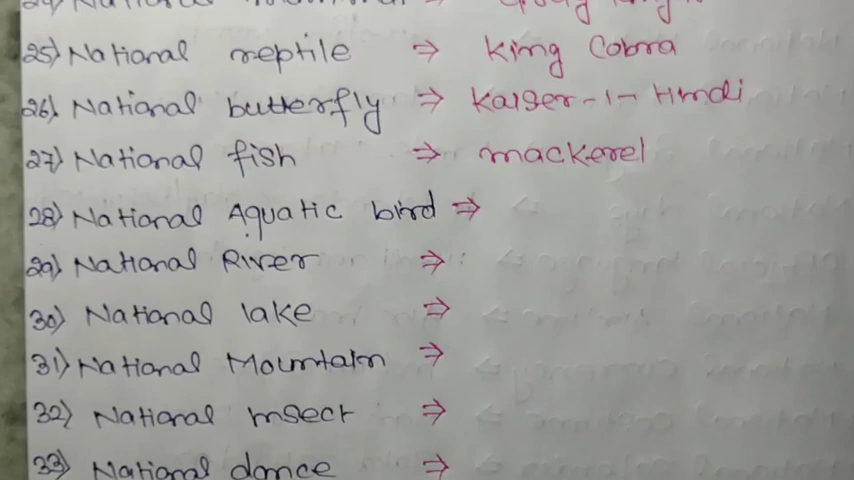 25) National reptile ⇒ King Cobra
26) National butterfly ⇒ Kaiser-i-Hindi
27) National fish ⇒ mackerel
28) National Aquatic bird ⇒
29) National River ⇒
30) National lake ⇒
31) National Mountain ⇒
32) National insect ⇒
33) National dance ⇒